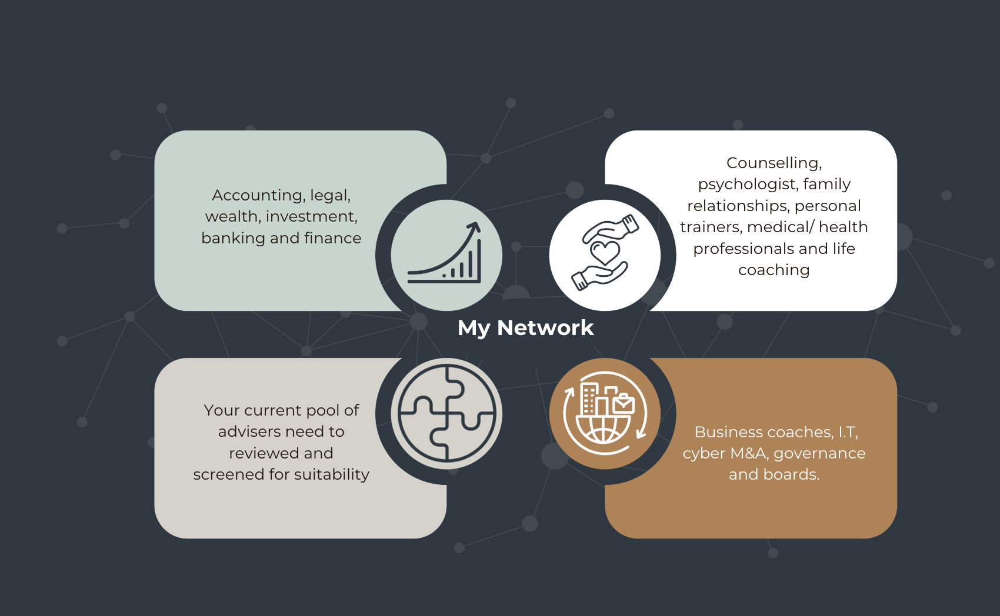 Accounting, legal,
wealth, investment,
banking and finance
Counselling,
psychologist, family
relationships, personal
trainers, medical/ health
professionals and life
coaching
My Network
Your current pool of
advisers need to
reviewed and
screened for suitability
Business coaches, I.T,
cyber M&A, governance
and boards.